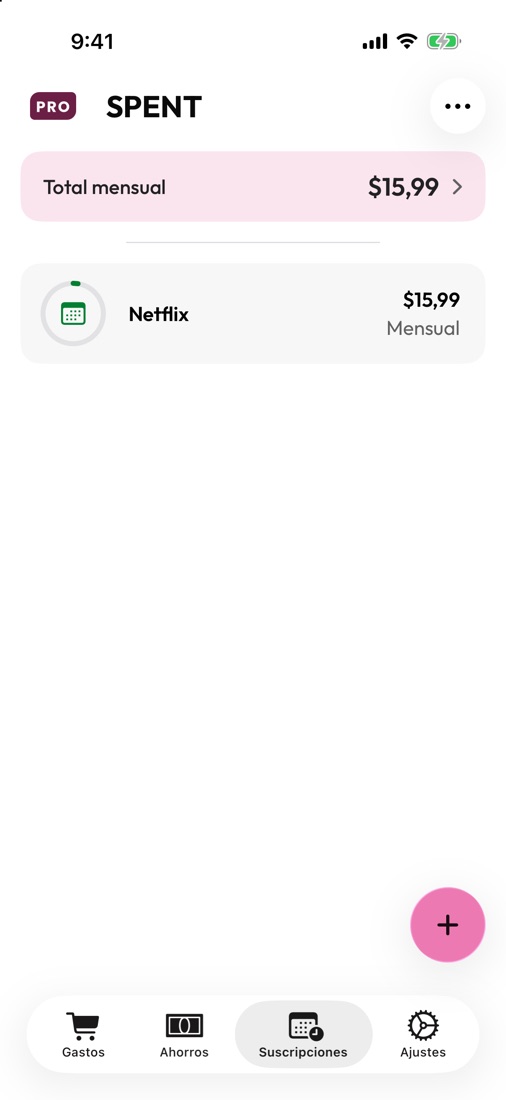 9:41
PRO SPENT
Total mensual $15,99
Netflix $15,99
Mensual
Gastos Ahorros Suscripciones Ajustes